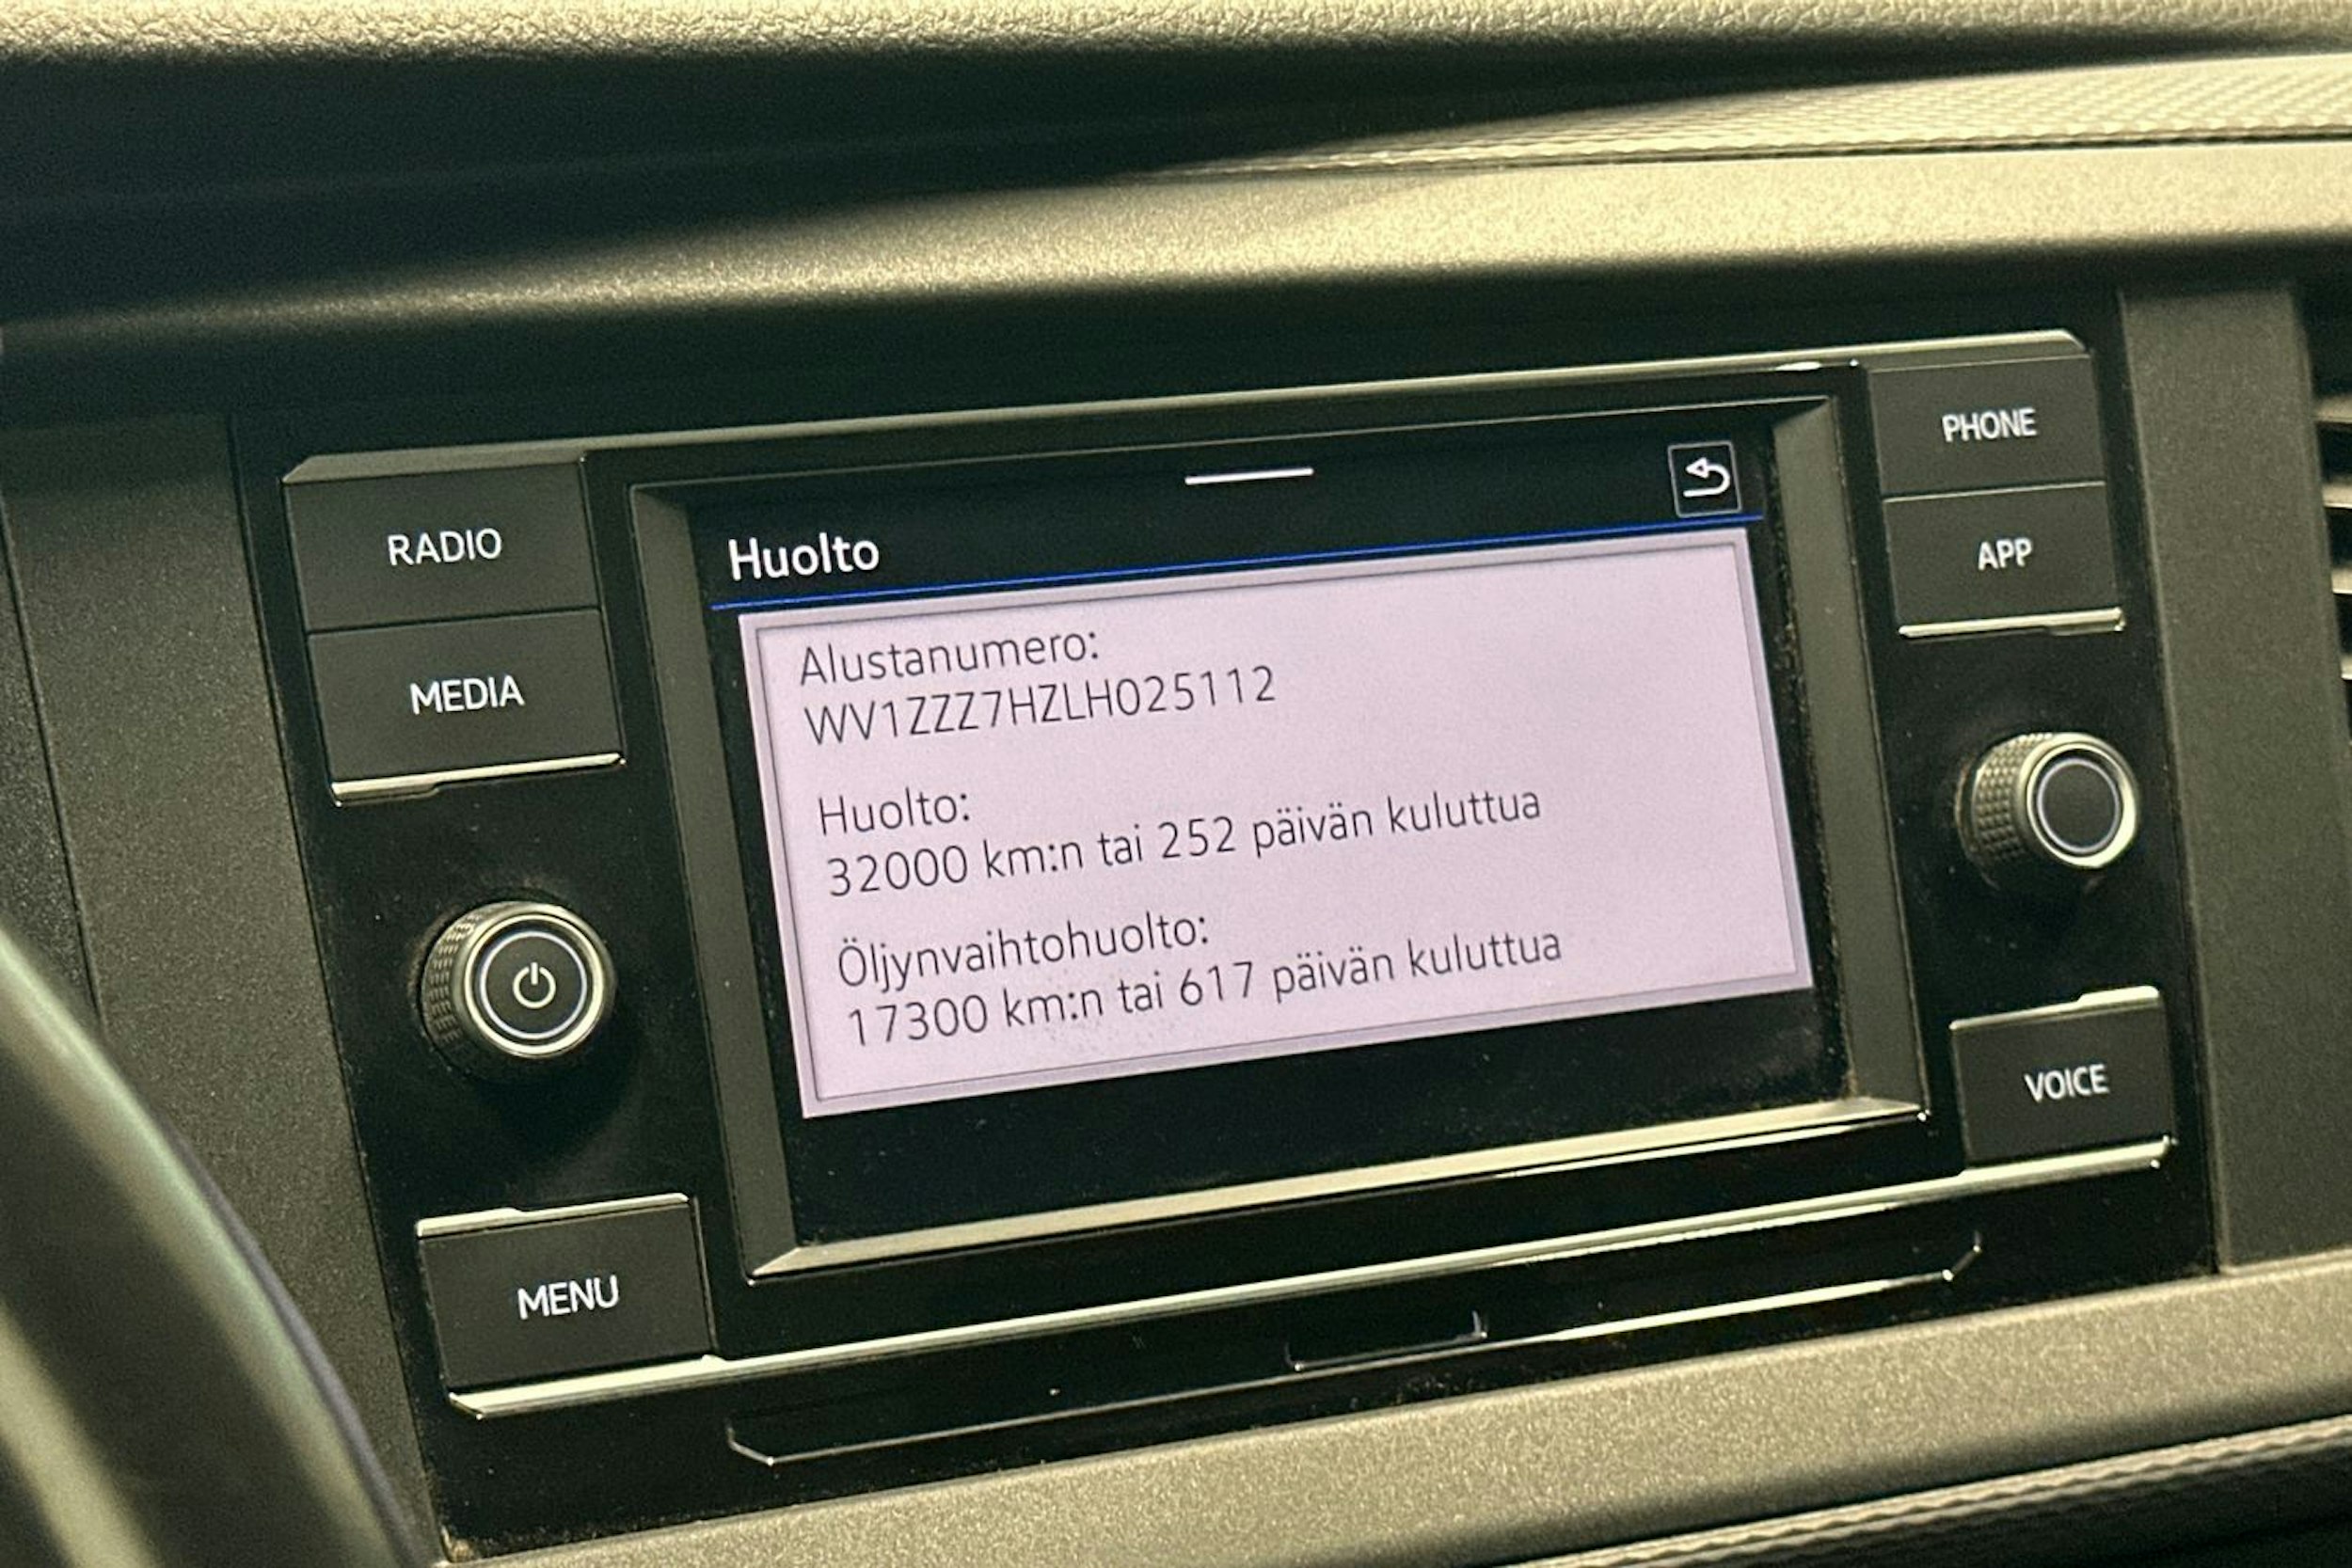 RADIO
MEDIA
MENU
Huolto
Alustanumero:
WV1ZZZ7HZLH025112
Huolto:
32000 km:n tai 252 päivän kuluttua
Öljynvaihtohuolto:
17300 km:n tai 617 päivän kuluttua
PHONE
APP
VOICE